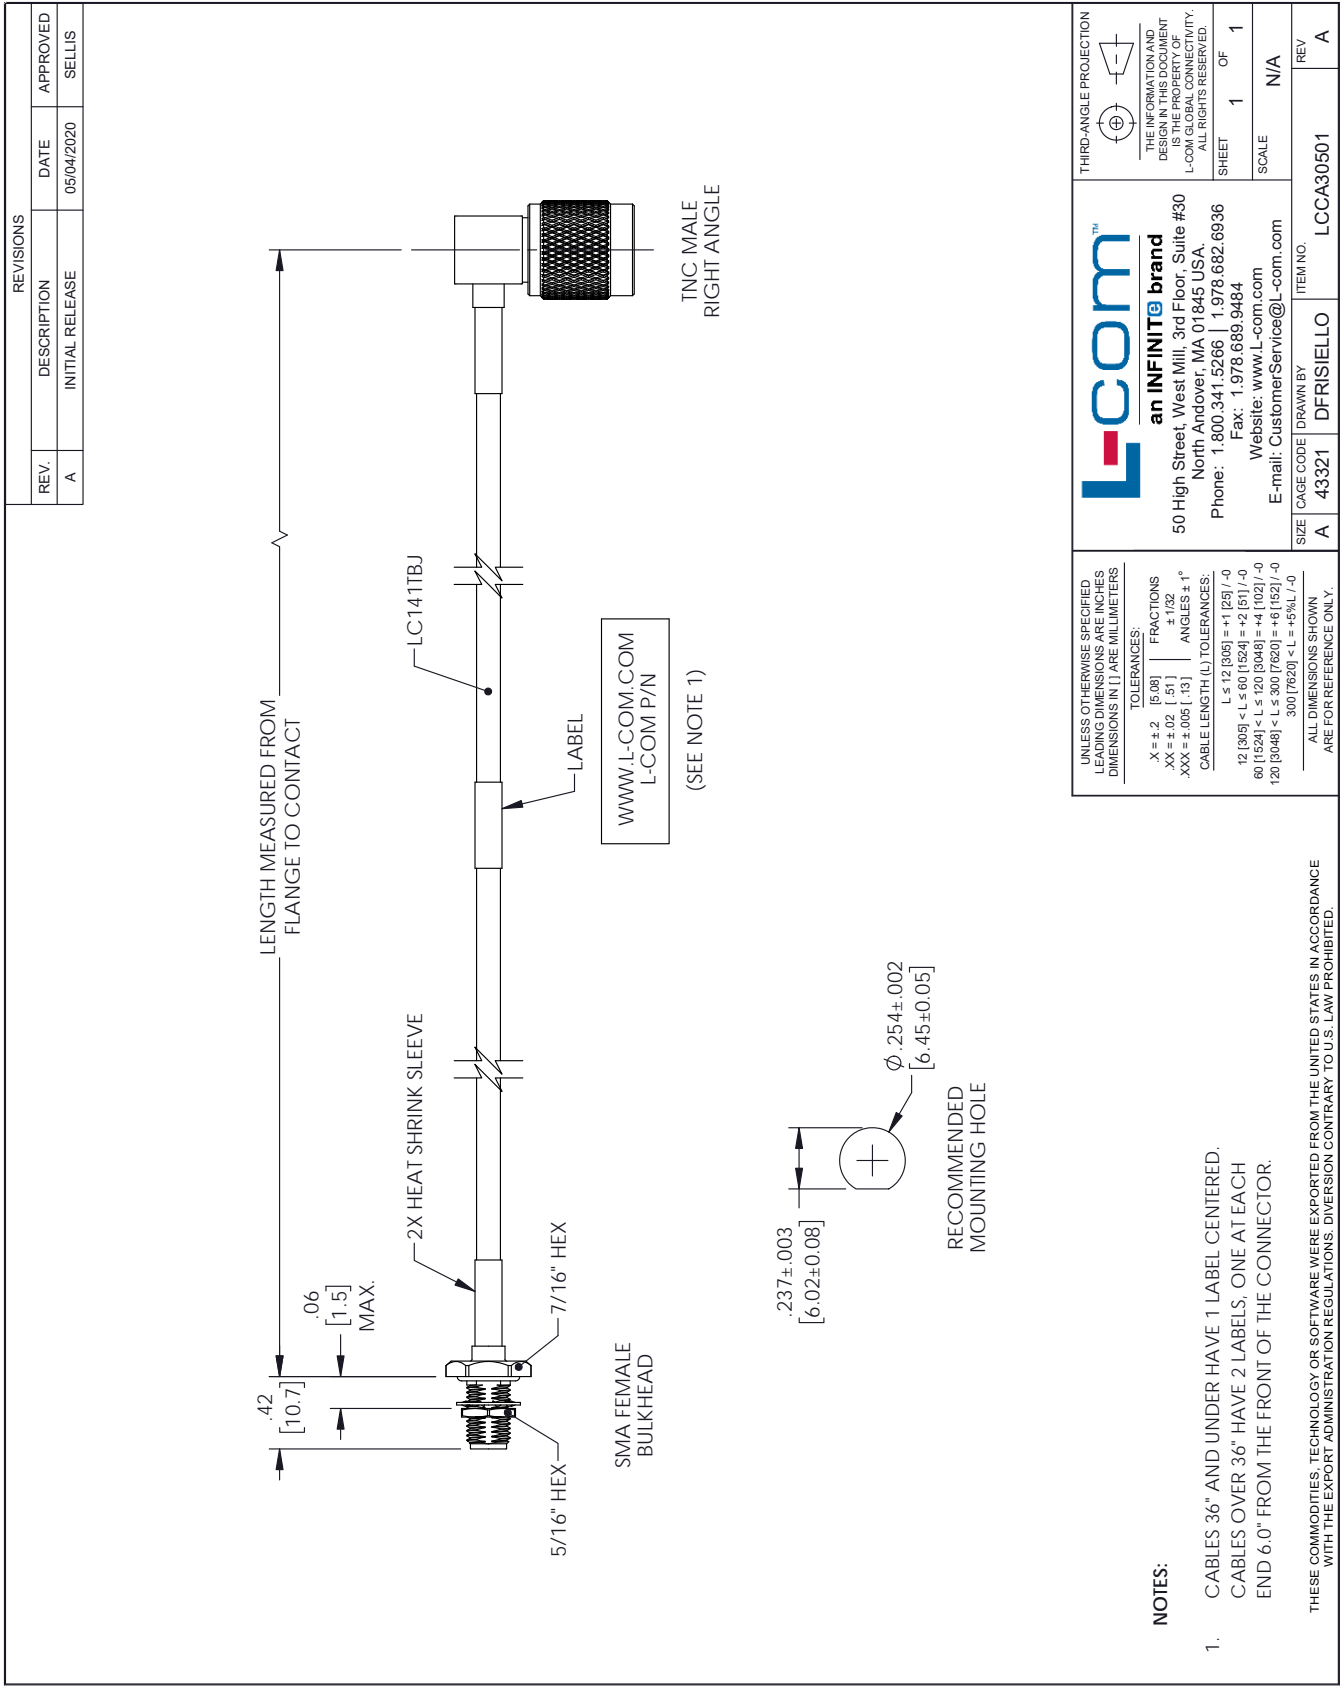 REVISIONS
REV. DESCRIPTION DATE APPROVED
A INITIAL RELEASE 05/04/2020 SELLIS
LENGTH MEASURED FROM
FLANGE TO CONTACT
.42
[10.7]
.06
[1.5]
MAX.
2X HEAT SHRINK SLEEVE
LC141TBJ
5/16" HEX
7/16" HEX
LABEL
WWW.L-COM.COM
L-COM P/N
(SEE NOTE 1)
SMA FEMALE
BULKHEAD
TNC MALE
RIGHT ANGLE
.237±.003
[6.02±0.08]
Ø.254±.002
[6.45±0.05]
RECOMMENDED
MOUNTING HOLE
NOTES:
1. CABLES 36" AND UNDER HAVE 1 LABEL CENTERED.
CABLES OVER 36" HAVE 2 LABELS, ONE AT EACH
END 6.0" FROM THE FRONT OF THE CONNECTOR.
THESE COMMODITIES, TECHNOLOGY OR SOFTWARE WERE EXPORTED FROM THE UNITED STATES IN ACCORDANCE
WITH THE EXPORT ADMINISTRATION REGULATIONS. DIVERSION CONTRARY TO U.S. LAW PROHIBITED.
UNLESS OTHERWISE SPECIFIED
LEADING DIMENSIONS ARE INCHES
DIMENSIONS IN [ ] ARE MILLIMETERS
TOLERANCES:
.X = ±.2 [5.08] FRACTIONS
.XX = ±.02 [.51] ± 1/32
.XXX = ±.005 [.13] ANGLES ± 1°
CABLE LENGTH (L) TOLERANCES:
L ≤ 12 [305] = +1 [25] / -0
12 [305] < L ≤ 60 [1524] = +2 [51] / -0
60 [1524] < L ≤ 120 [3048] = +4 [102] / -0
120 [3048] < L ≤ 300 [7620] = +6 [152] / -0
300 [7620] < L = +5%L / -0
ALL DIMENSIONS SHOWN
ARE FOR REFERENCE ONLY.
L-com™
an INFINITe brand
50 High Street, West Mill, 3rd Floor, Suite #30
North Andover, MA 01845 USA.
Phone: 1.800.341.5266 | 1.978.682.6936
Fax: 1.978.689.9484
Website: www.L-com.com
E-mail: CustomerService@L-com.com
THIRD-ANGLE PROJECTION
THE INFORMATION AND
DESIGN IN THIS DOCUMENT
IS THE PROPERTY OF
L-COM GLOBAL CONNECTIVITY.
ALL RIGHTS RESERVED.
SHEET 1 OF 1
SCALE N/A
SIZE A
CAGE CODE 43321
DRAWN BY DFRISIELLO
ITEM NO. LCCA30501
REV A